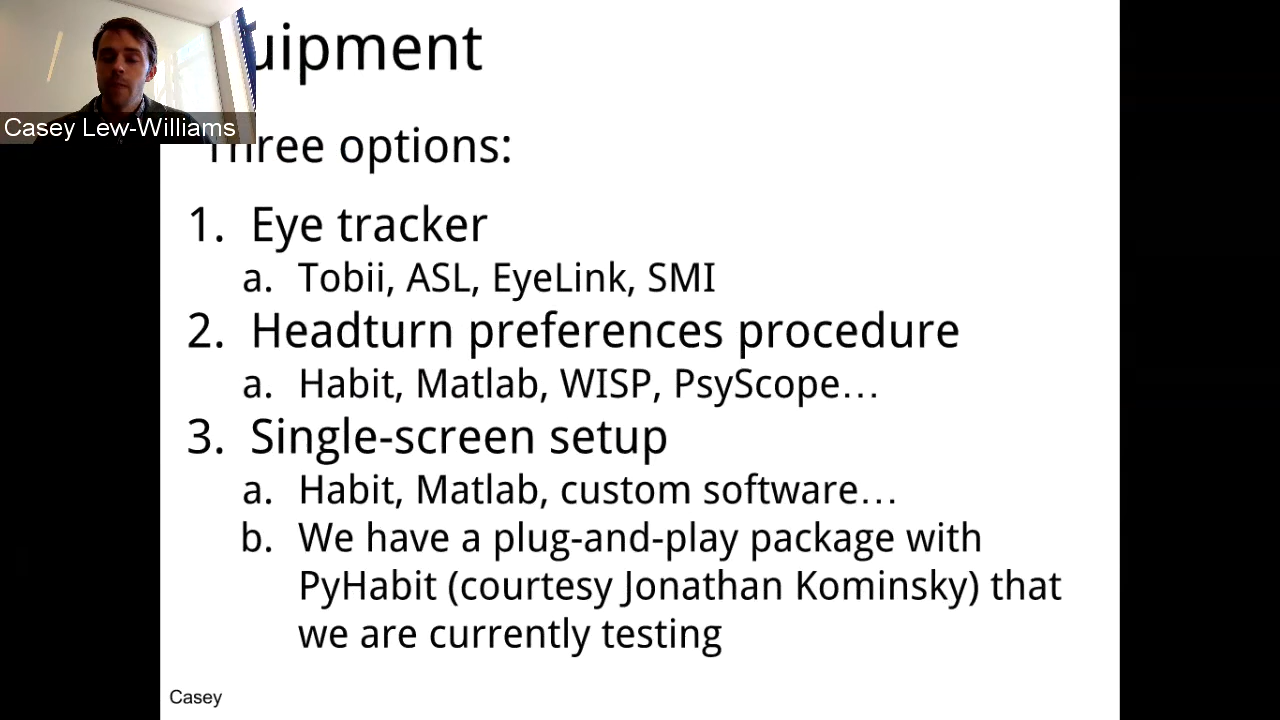 uipment
Casey Lew-Williams
Three options:
1. Eye tracker
a. Tobii, ASL, EyeLink, SMI
2. Headturn preferences procedure
a. Habit, Matlab, WISP, PsyScope…
3. Single-screen setup
a. Habit, Matlab, custom software…
b. We have a plug-and-play package with
PyHabit (courtesy Jonathan Kominsky) that
we are currently testing
Casey